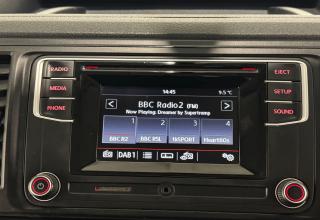 RADIO
MEDIA
PHONE
14:45
9.5 °C
BBC Radio2 (FM)
Now Playing: Dreamer by Supertramp
1 2 3 4
BBC R2 BBC R5L tkSPORT Heart80s
DAB1
EJECT
SETUP
SOUND